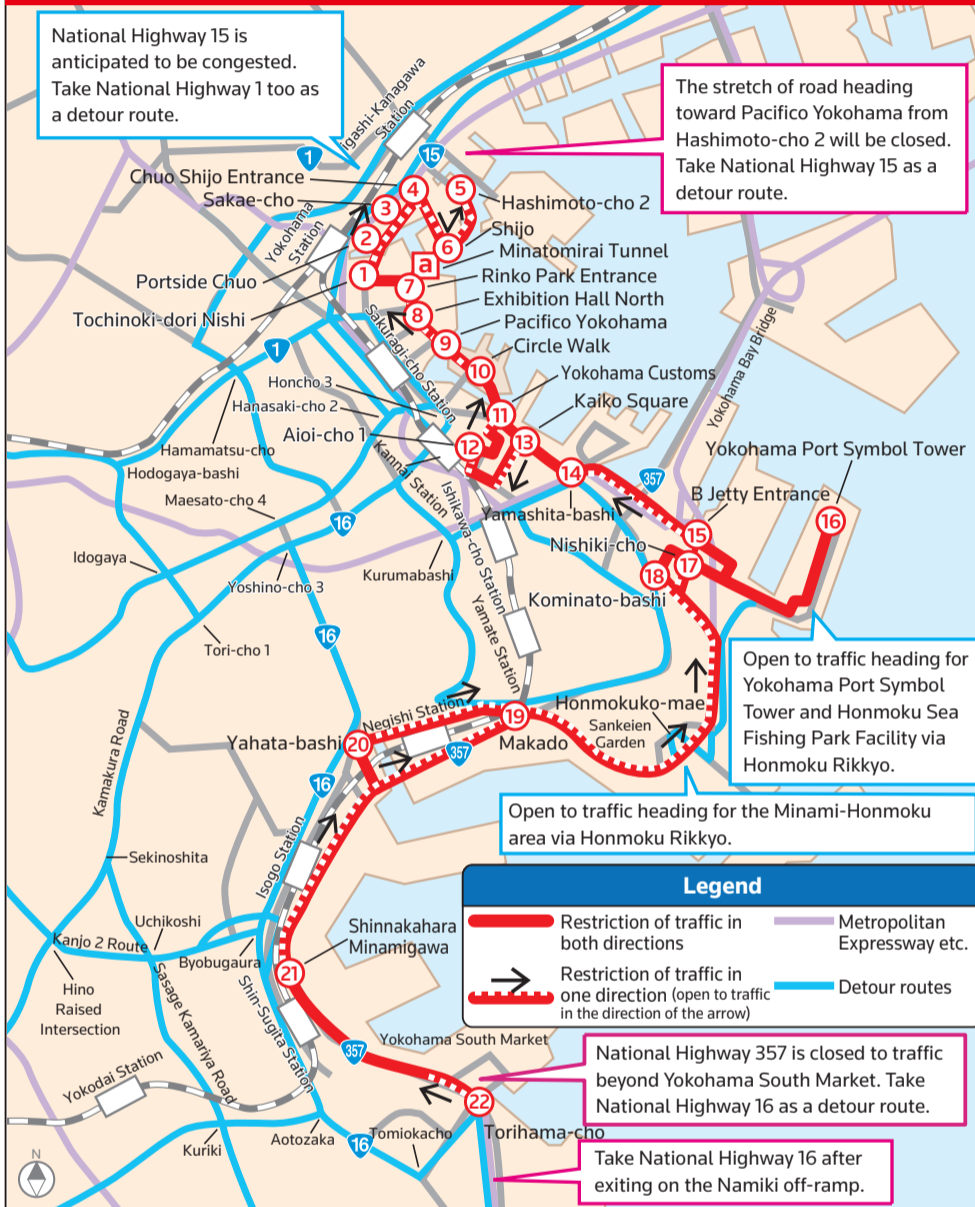 National Highway 15 is
anticipated to be congested.
Take National Highway 1 too as
a detour route.
The stretch of road heading
toward Pacifico Yokohama from
Hashimoto-cho 2 will be closed.
Take National Highway 15 as a
detour route.
igashi-Kanagawa
Station
1
15
Chuo Shijo Entrance
Sakae-cho
4
5
3
Hashimoto-cho 2
Yokohama
Station
2
6
Shijo
Minatomirai Tunnel
a
Portside Chuo
1
7
Rinko Park Entrance
Tochinoki-dori Nishi
8
Exhibition Hall North
Pacifico Yokohama
9
Circle Walk
10
Sakuragi-cho Station
1
Yokohama Bay Bridge
Honcho 3
Yokohama Customs
Hanasaki-cho 2
11
Kaiko Square
Aioi-cho 1
12
13
Hamamatsu-cho
Kannai Station
14
357
Yokohama Port Symbol Tower
Hodogaya-bashi
B Jetty Entrance
Maesato-cho 4
Ishikawa-cho Station
Yamashita-bashi
16
16
15
Nishiki-cho
17
Idogaya
18
Yoshino-cho 3
Kurumabashi
Kominato-bashi
16
Yamate Station
Tori-cho 1
Open to traffic heading for
Yokohama Port Symbol
Tower and Honmoku Sea
Fishing Park Facility via
Honmoku Rikkyo.
Negishi Station
Honmokuko-mae
Sankeien
Garden
19
Makado
Yahata-bashi
20
357
Kamakura Road
16
Open to traffic heading for the Minami-Honmoku
area via Honmoku Rikkyo.
Isogo Station
Sekinoshita
Legend
Restriction of traffic in
both directions
Metropolitan
Expressway etc.
Restriction of traffic in
one direction (open to traffic
in the direction of the arrow)
Detour routes
Uchikoshi
Kanjo 2 Route
Byobugaura
Shinnakahara
Minamigawa
21
Hino
Raised
Intersection
Sasage Kamariya Road
Shin-Sugita Station
357
Yokohama South Market
National Highway 357 is closed to traffic
beyond Yokohama South Market. Take
National Highway 16 as a detour route.
Yokodai Station
22
Aotozaka
16
Tomiokacho
Torihama-cho
Kuriki
Take National Highway 16 after
exiting on the Namiki off-ramp.
N